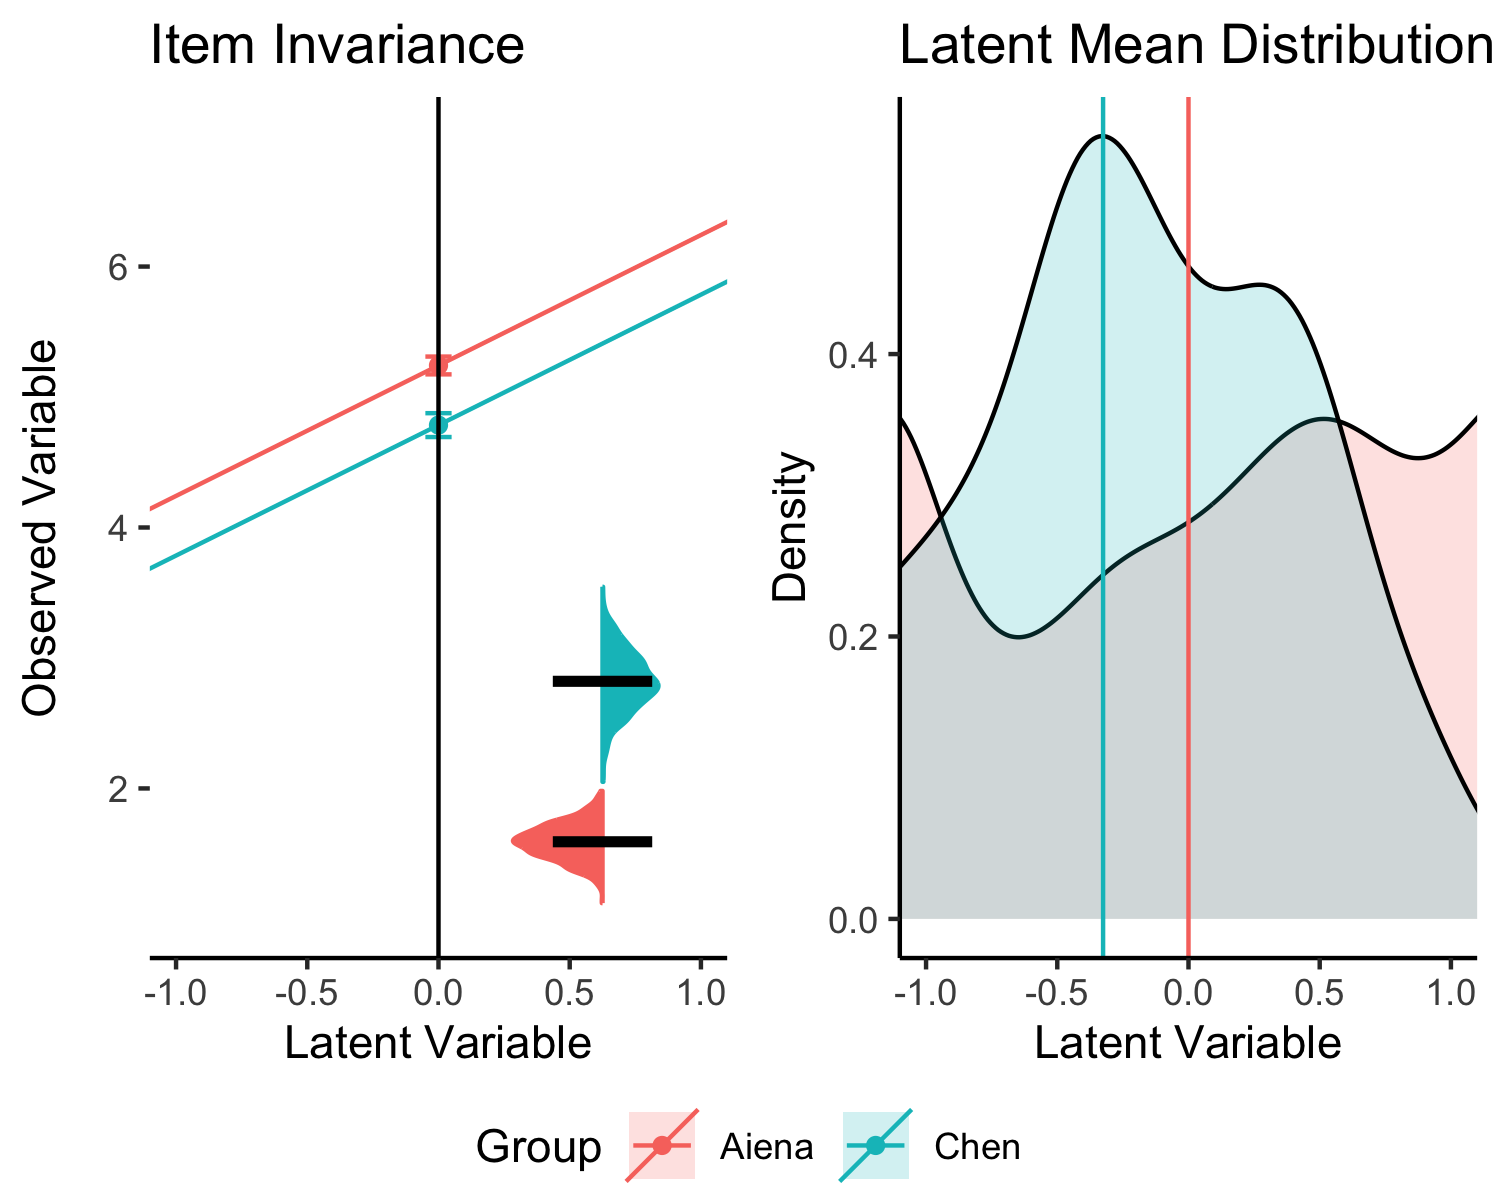 Item Invariance
Observed Variable
6
4
2
-1.0 -0.5 0.0 0.5 1.0
Latent Variable
Latent Mean Distribution
Density
0.4
0.2
0.0
-1.0 -0.5 0.0 0.5 1.0
Latent Variable
Group Aiena Chen